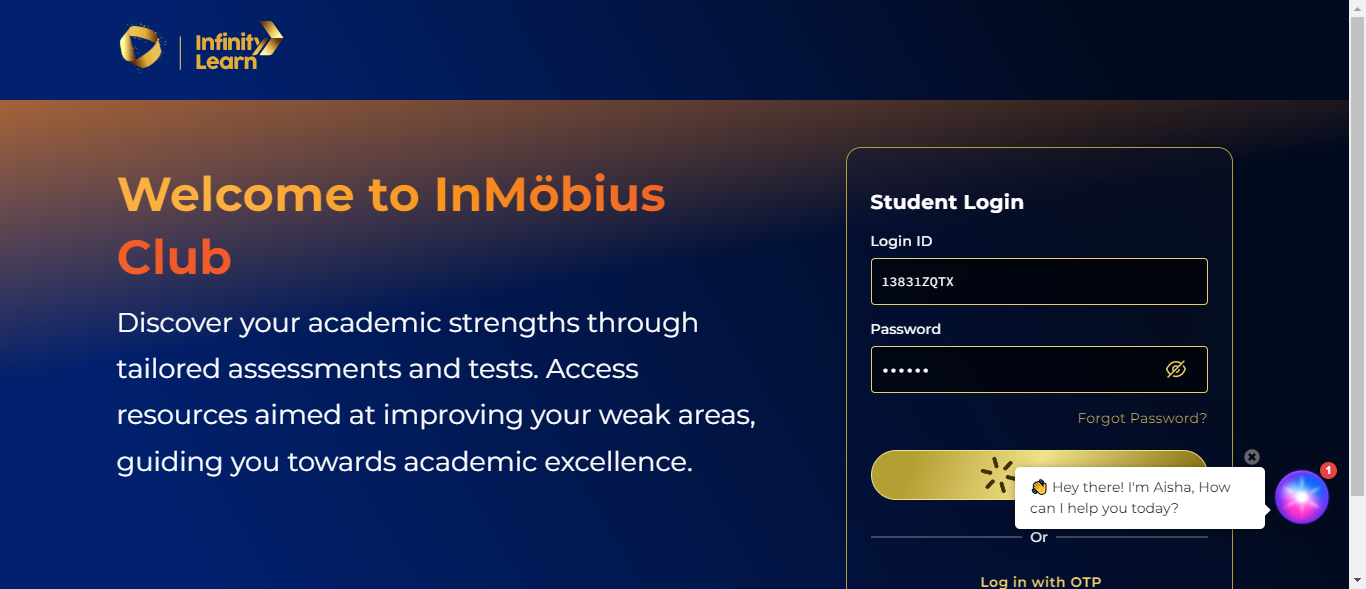 Infinity
Learn
Welcome to InMöbius
Club
Discover your academic strengths through
tailored assessments and tests. Access
resources aimed at improving your weak areas,
guiding you towards academic excellence.
Student Login
Login ID
13831ZQTX
Password
••••••
Forgot Password?
1
👋 Hey there! I'm Aisha, How
can I help you today?
Or
Log in with OTP